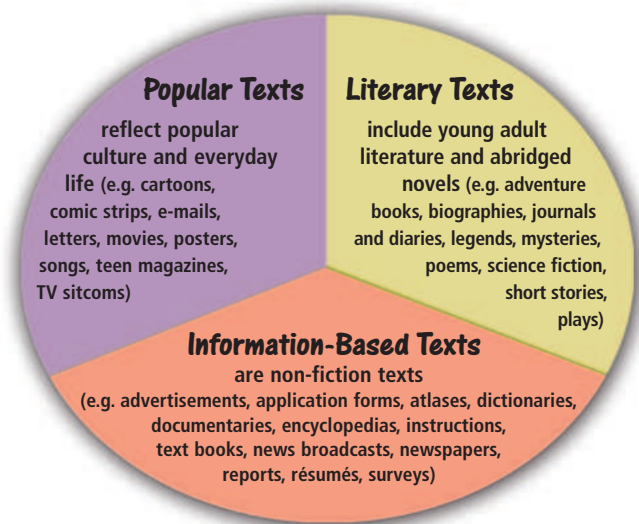 Popular Texts
reflect popular
culture and everyday
life (e.g. cartoons,
comic strips, e-mails,
letters, movies, posters,
songs, teen magazines,
TV sitcoms)
Literary Texts
include young adult
literature and abridged
novels (e.g. adventure
books, biographies, journals
and diaries, legends, mysteries,
poems, science fiction,
short stories,
plays)
Information-Based Texts
are non-fiction texts
(e.g. advertisements, application forms, atlases, dictionaries,
documentaries, encyclopedias, instructions,
text books, news broadcasts, newspapers,
reports, résumés, surveys)